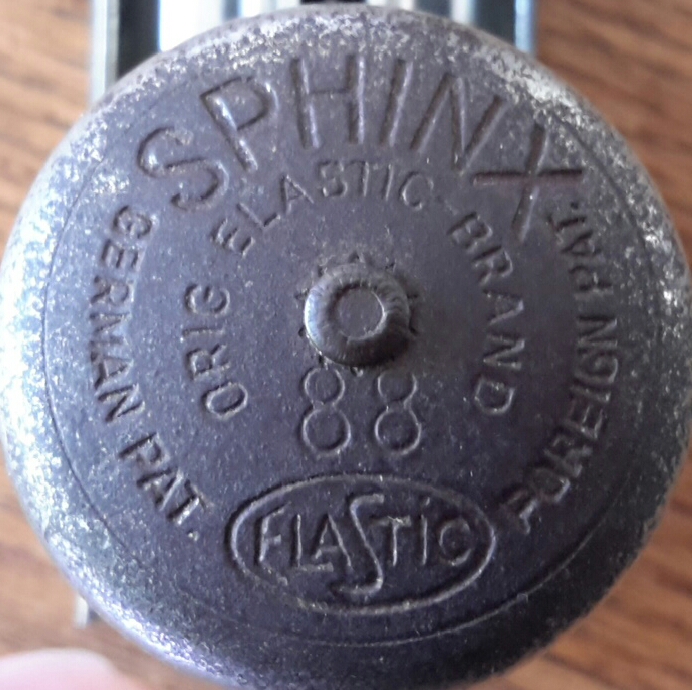 SPHINX
ORIG ELASTIC-BRAND
GERMAN PAT.
FOREIGN PAT.
88
ELASTIC